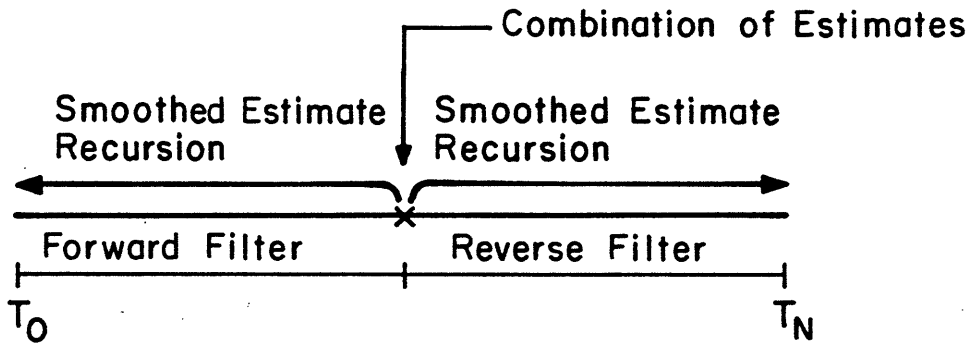 Combination of Estimates
Smoothed Estimate
Recursion
Smoothed Estimate
Recursion
Forward Filter
Reverse Filter
T0
TN